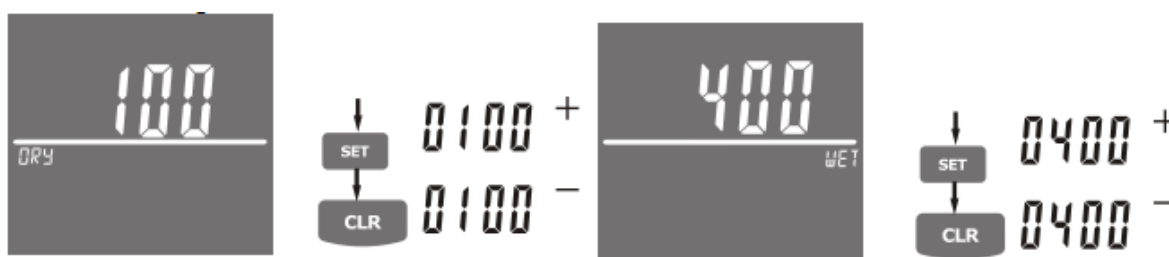 100
DRY
SET
0100 +
CLR
0100 −
400
WET
SET
0400 +
CLR
0400 −